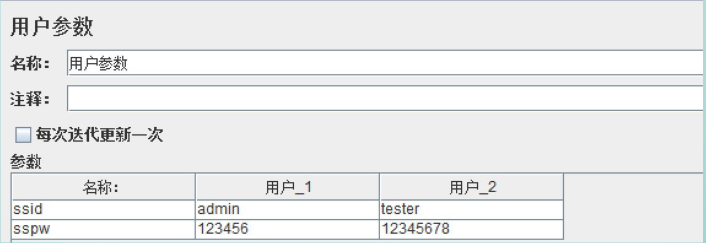 用户参数
名称： 用户参数
注释：
每次迭代更新一次
参数
名称： 用户_1 用户_2
ssid admin tester
sspw 123456 12345678